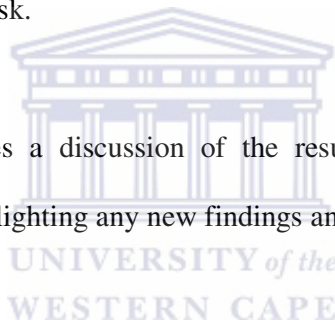 sk.
s a discussion of the resu
lighting any new findings an
UNIVERSITY of the
WESTERN CAPE